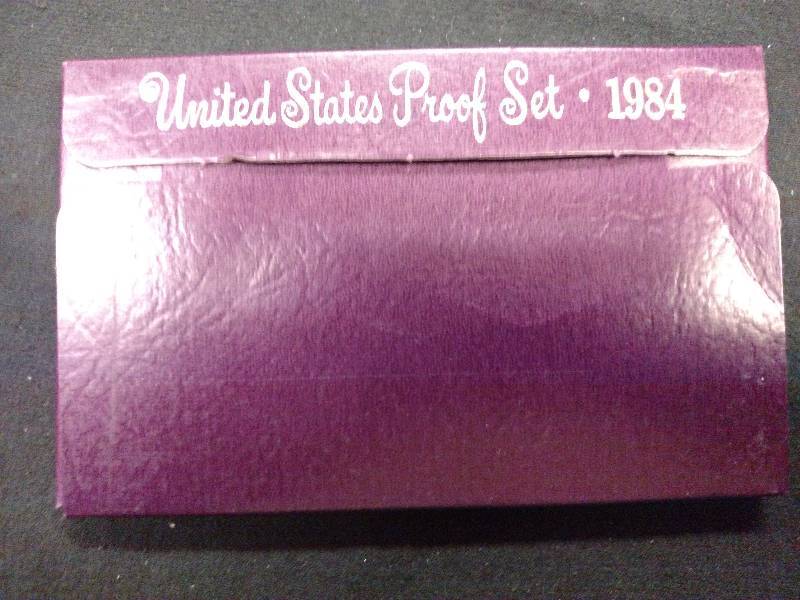 United States Proof Set • 1984